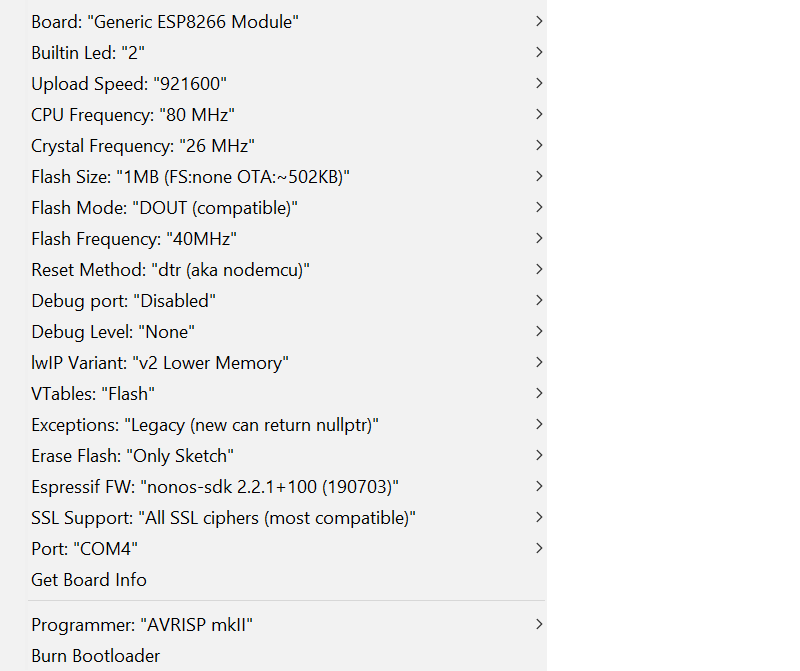 Board: "Generic ESP8266 Module"
Builtin Led: "2"
Upload Speed: "921600"
CPU Frequency: "80 MHz"
Crystal Frequency: "26 MHz"
Flash Size: "1MB (FS:none OTA:~502KB)"
Flash Mode: "DOUT (compatible)"
Flash Frequency: "40MHz"
Reset Method: "dtr (aka nodemcu)"
Debug port: "Disabled"
Debug Level: "None"
lwIP Variant: "v2 Lower Memory"
VTables: "Flash"
Exceptions: "Legacy (new can return nullptr)"
Erase Flash: "Only Sketch"
Espressif FW: "nonos-sdk 2.2.1+100 (190703)"
SSL Support: "All SSL ciphers (most compatible)"
Port: "COM4"
Get Board Info
Programmer: "AVRISP mkII"
Burn Bootloader